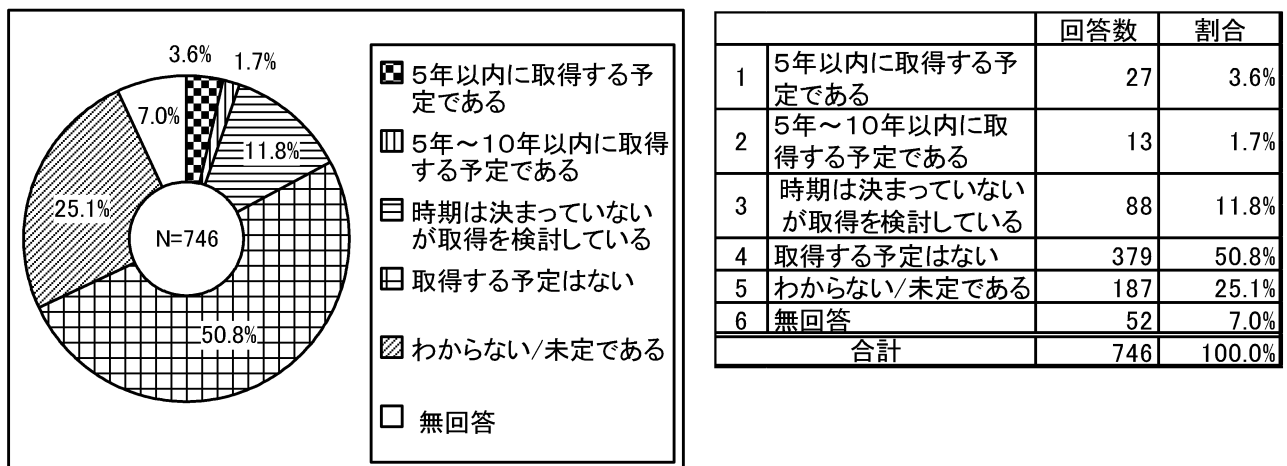 3.6%
1.7%
7.0%
11.8%
25.1%
N=746
50.8%
5年以内に取得する予
定である
5年~10年以内に取得
する予定である
時期は決まっていない
が取得を検討している
取得する予定はない
わからない/未定である
無回答
回答数 割合
1 5年以内に取得する予
定である 27 3.6%
2 5年~10年以内に取
得する予定である 13 1.7%
3 時期は決まっていない
が取得を検討している 88 11.8%
4 取得する予定はない 379 50.8%
5 わからない/未定である 187 25.1%
6 無回答 52 7.0%
合計 746 100.0%